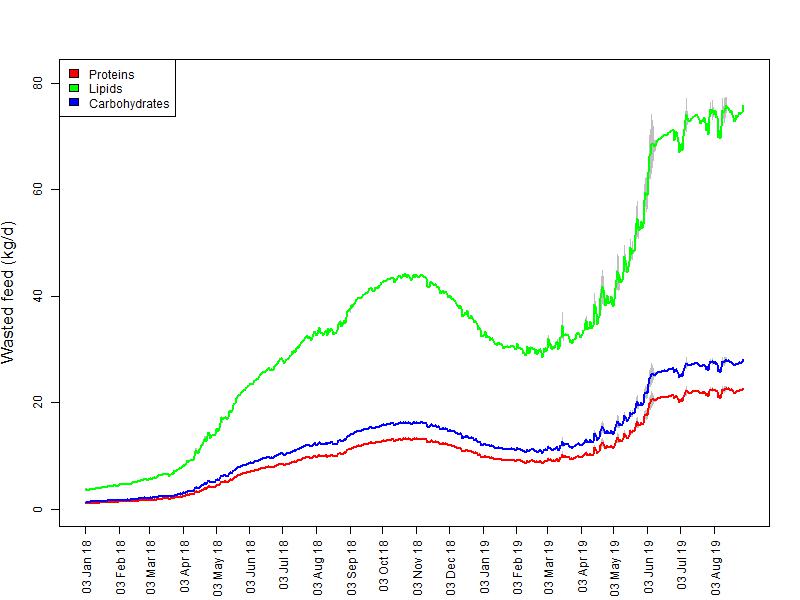 Proteins
Lipids
Carbohydrates
Wasted feed (kg/d)
80
60
40
20
0
03 Jan 18
03 Feb 18
03 Mar 18
03 Apr 18
03 May 18
03 Jun 18
03 Jul 18
03 Aug 18
03 Sep 18
03 Oct 18
03 Nov 18
03 Dec 18
03 Jan 19
03 Feb 19
03 Mar 19
03 Apr 19
03 May 19
03 Jun 19
03 Jul 19
03 Aug 19